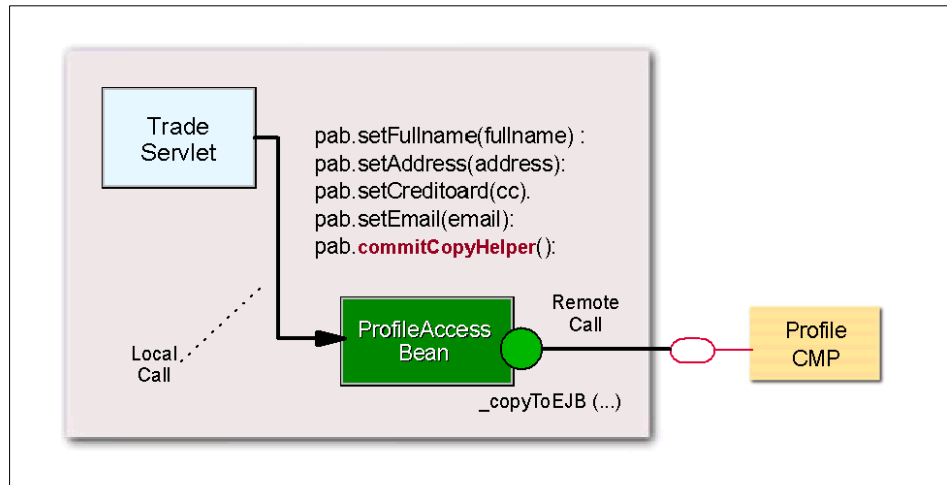 Trade
Servlet
pab.setFullname(fullname) :
pab.setAddress(address):
pab.setCreditoard(cc).
pab.setEmail(email):
pab.commitCopyHelper():
Local
Call
ProfileAccess
Bean
Remote
Call
_copyToEJB (...)
Profile
CMP